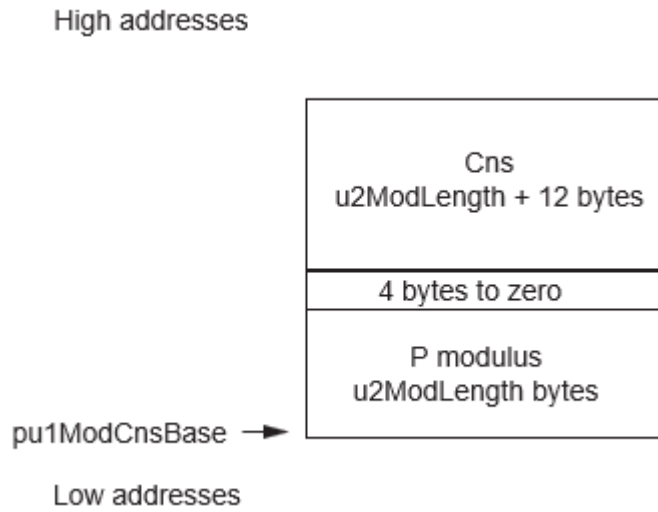 High addresses
Cns
u2ModLength + 12 bytes
4 bytes to zero
P modulus
u2ModLength bytes
pu1ModCnsBase
Low addresses